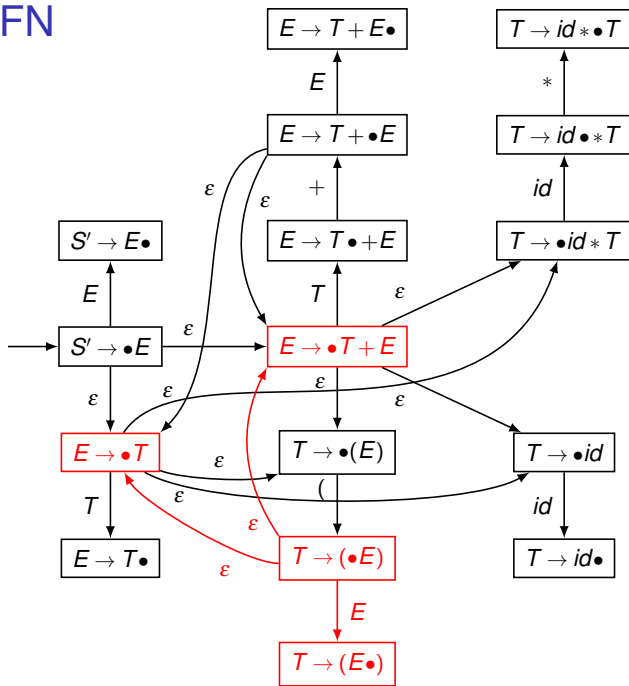 FN
E → T + E•
T → id * •T
E
*
E → T + •E
T → id • * T
ε
ε
+
id
S′ → E•
E → T • + E
T → •id * T
E
T
ε
ε
S′ → •E
E → •T + E
ε
ε
ε
E → •T
T → •(E)
T → •id
ε
T
ε
(
id
ε
E → T•
T → (•E)
T → id•
ε
E
T → (E•)